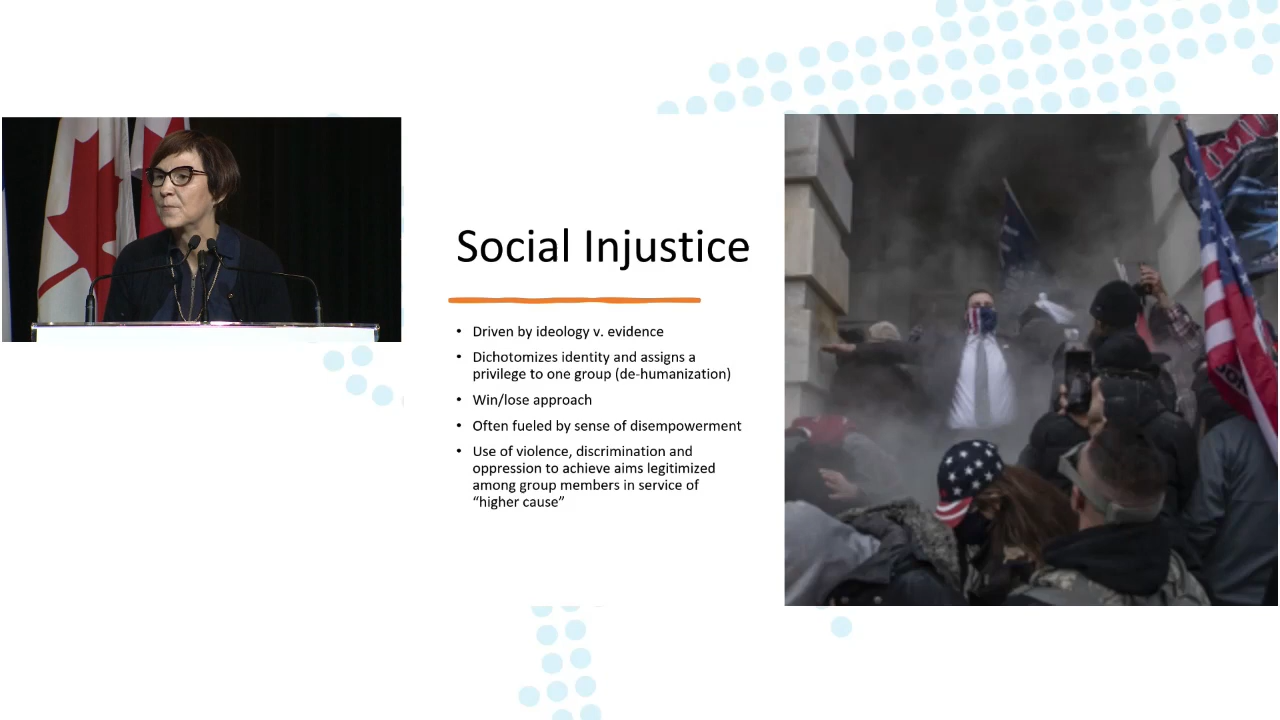 Social Injustice
• Driven by ideology v. evidence
• Dichotomizes identity and assigns a
privilege to one group (de-humanization)
• Win/lose approach
• Often fueled by sense of disempowerment
• Use of violence, discrimination and
oppression to achieve aims legitimized
among group members in service of
“higher cause”